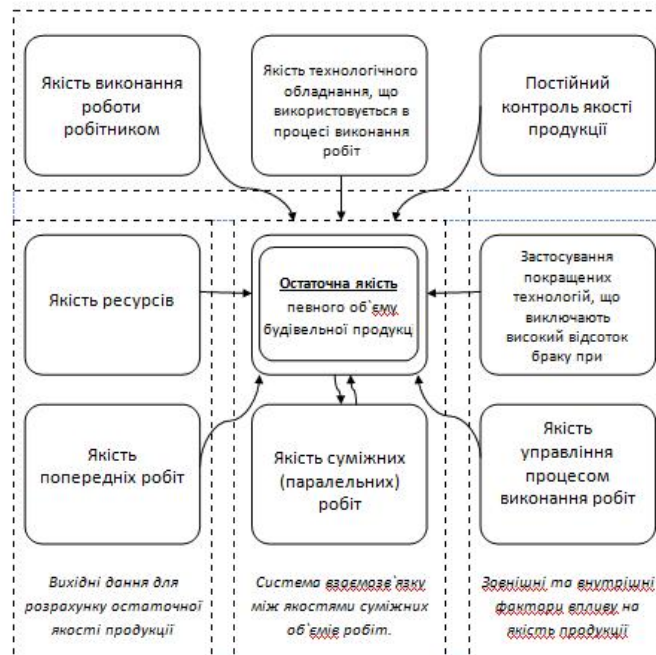 Якість виконання
роботи
робітником
Якість технологічного
обладнання, що
використовується в
процесі виконання
робіт
Постійний
контроль якості
продукції
Якість ресурсів
Остаточна якість
певного об`єму
будівельної продукц
Застосування
покращених
технологій, що
виключають
високий відсоток
браку при
Якість
попередніх робіт
Якість суміжних
(паралельних)
робіт
Якість
управління
процесом
виконання робіт
Вихідні дання для
розрахунку остаточної
якості продукції
Система взаємозв`язку
між якостями суміжних
об`ємів робіт.
Зовнішні та внутрішні
фактори впливу на
якість продукції